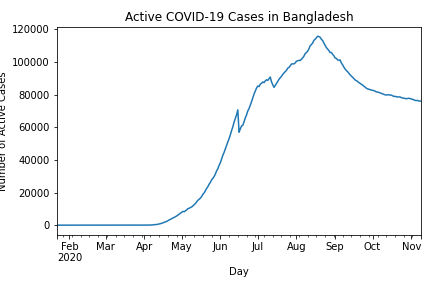 Active COVID-19 Cases in Bangladesh
Number of Active Cases
120000
100000
80000
60000
40000
20000
0
Feb Mar Apr May Jun Jul Aug Sep Oct Nov
2020
Day